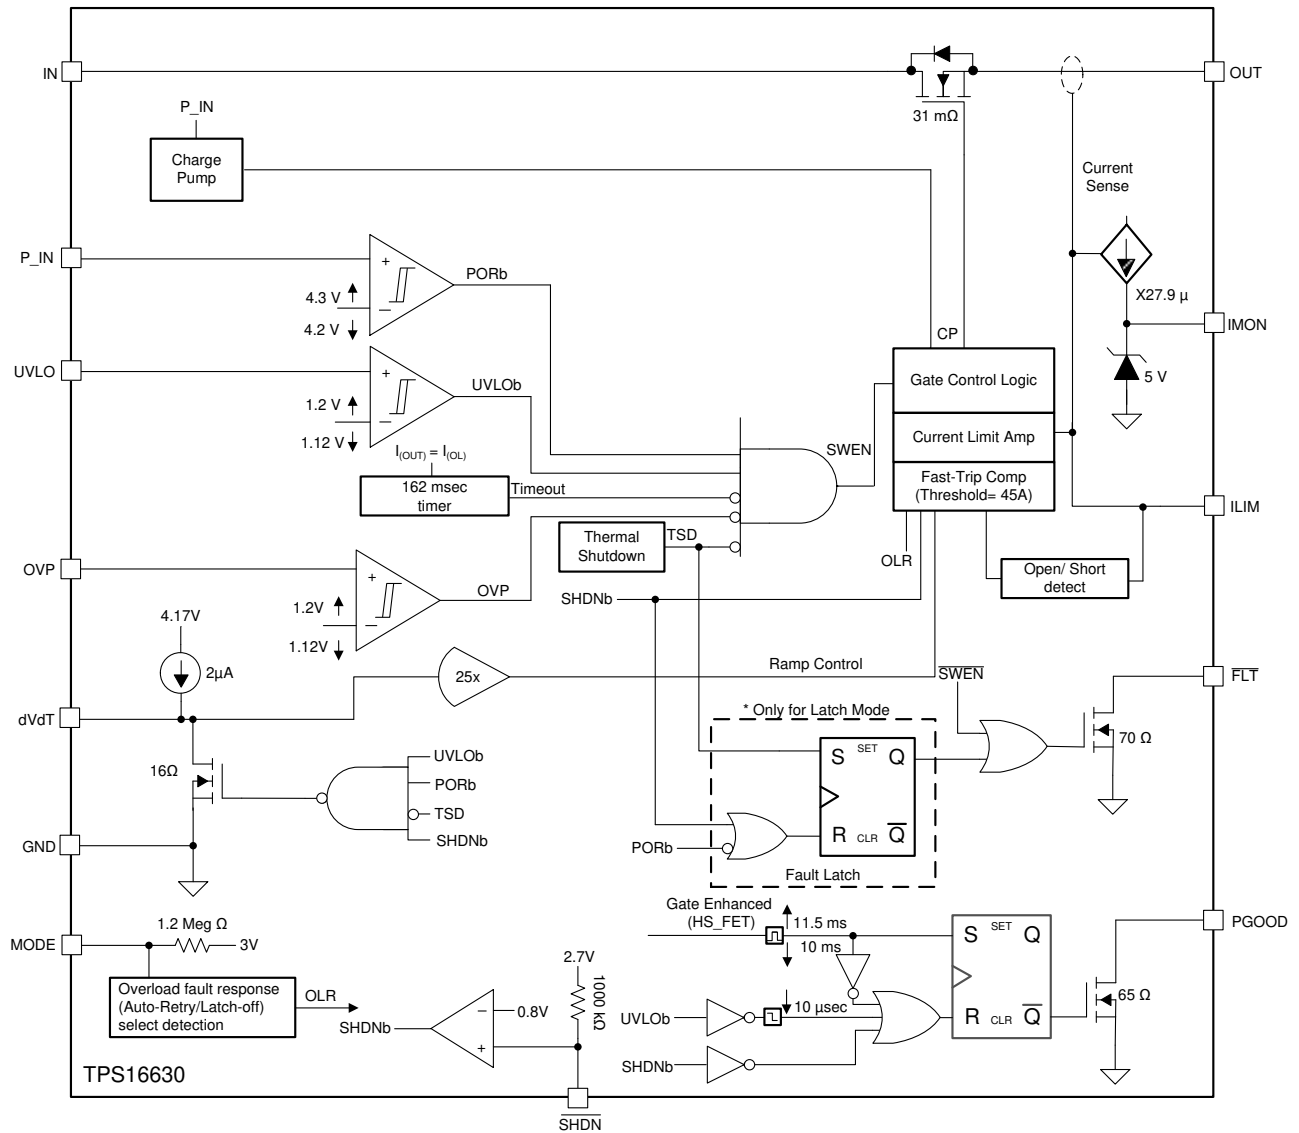 IN
OUT
31 mΩ
P_IN
Charge
Pump
Current
Sense
P_IN
+
−
PORb
4.3 V
4.2 V
X27.9 µ
IMON
5 V
CP
UVLO
+
−
UVLOb
1.2 V
1.12 V
Gate Control Logic
Current Limit Amp
Fast-Trip Comp
(Threshold= 45A)
SWEN
I(OUT) = I(OL)
162 msec
timer
Timeout
ILIM
Thermal
Shutdown
TSD
OLR
Open/ Short
detect
OVP
+
−
OVP
1.2V
1.12V
SHDNb
4.17V
2µA
25x
Ramp Control
SWEN
FLT
dVdT
* Only for Latch Mode
70 Ω
16Ω
UVLOb
PORb
TSD
SHDNb
S
SET
Q
R
CLR
Q
PORb
Fault Latch
GND
Gate Enhanced
(HS_FET)
11.5 ms
10 ms
PGOOD
MODE
1.2 Meg Ω
3V
S
SET
Q
R
CLR
Q
65 Ω
Overload fault response
(Auto-Retry/Latch-off)
select detection
OLR
SHDNb
−
+
0.8V
2.7V
1000 kΩ
UVLOb
10 µsec
SHDNb
TPS16630
SHDN